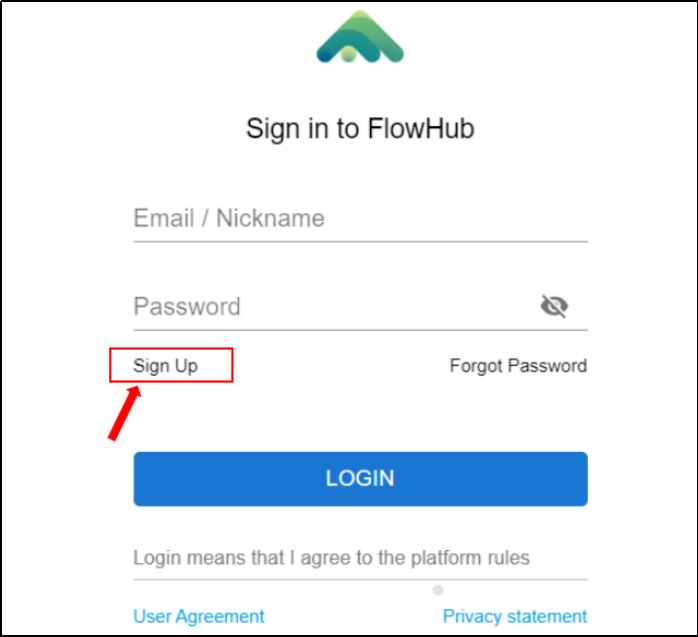 Sign in to FlowHub
Email / Nickname
Password
Sign Up Forgot Password
LOGIN
Login means that I agree to the platform rules
User Agreement Privacy statement